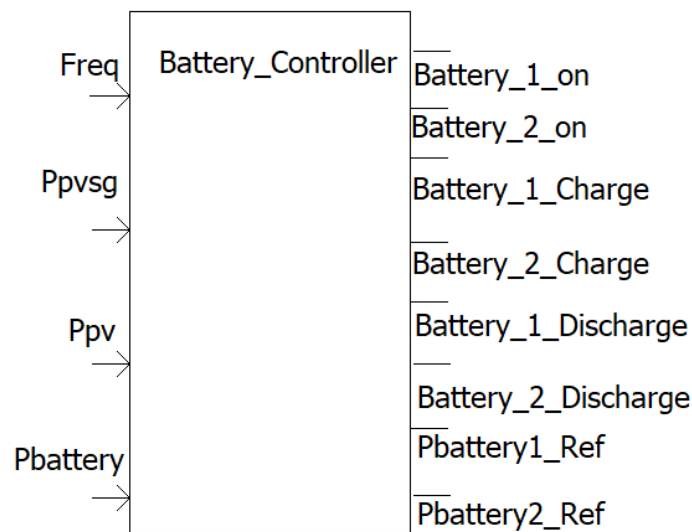 Battery_Controller
Freq
Ppvsg
Ppv
Pbattery
Battery_1_on
Battery_2_on
Battery_1_Charge
Battery_2_Charge
Battery_1_Discharge
Battery_2_Discharge
Pbattery1_Ref
Pbattery2_Ref